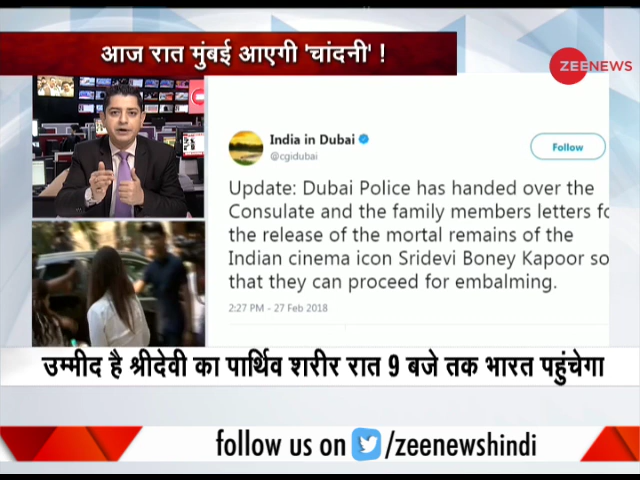 आज रात मुंबई आएगी 'चांदनी' !
ZEENEWS
India in Dubai
@cgidubai
Follow
Update: Dubai Police has handed over the
Consulate and the family members letters fo
the release of the mortal remains of the
Indian cinema icon Sridevi Boney Kapoor so
that they can proceed for embalming.
2:27 PM - 27 Feb 2018
उम्मीद है श्रीदेवी का पार्थिव शरीर रात 9 बजे तक भारत पहुंचेगा
follow us on /zeenewshindi